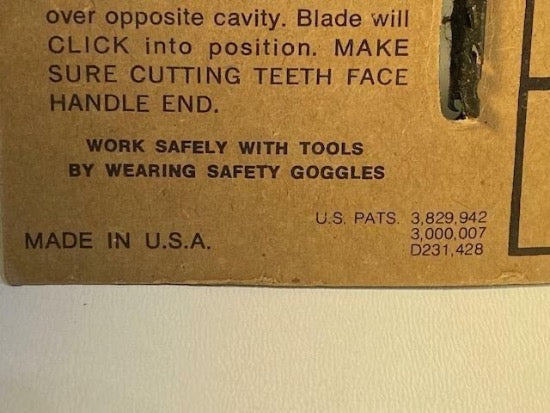 over opposite cavity. Blade will
CLICK into position. MAKE
SURE CUTTING TEETH FACE
HANDLE END.
WORK SAFELY WITH TOOLS
BY WEARING SAFETY GOGGLES
U.S. PATS. 3,829,942
3,000,007
D231,428
MADE IN U.S.A.